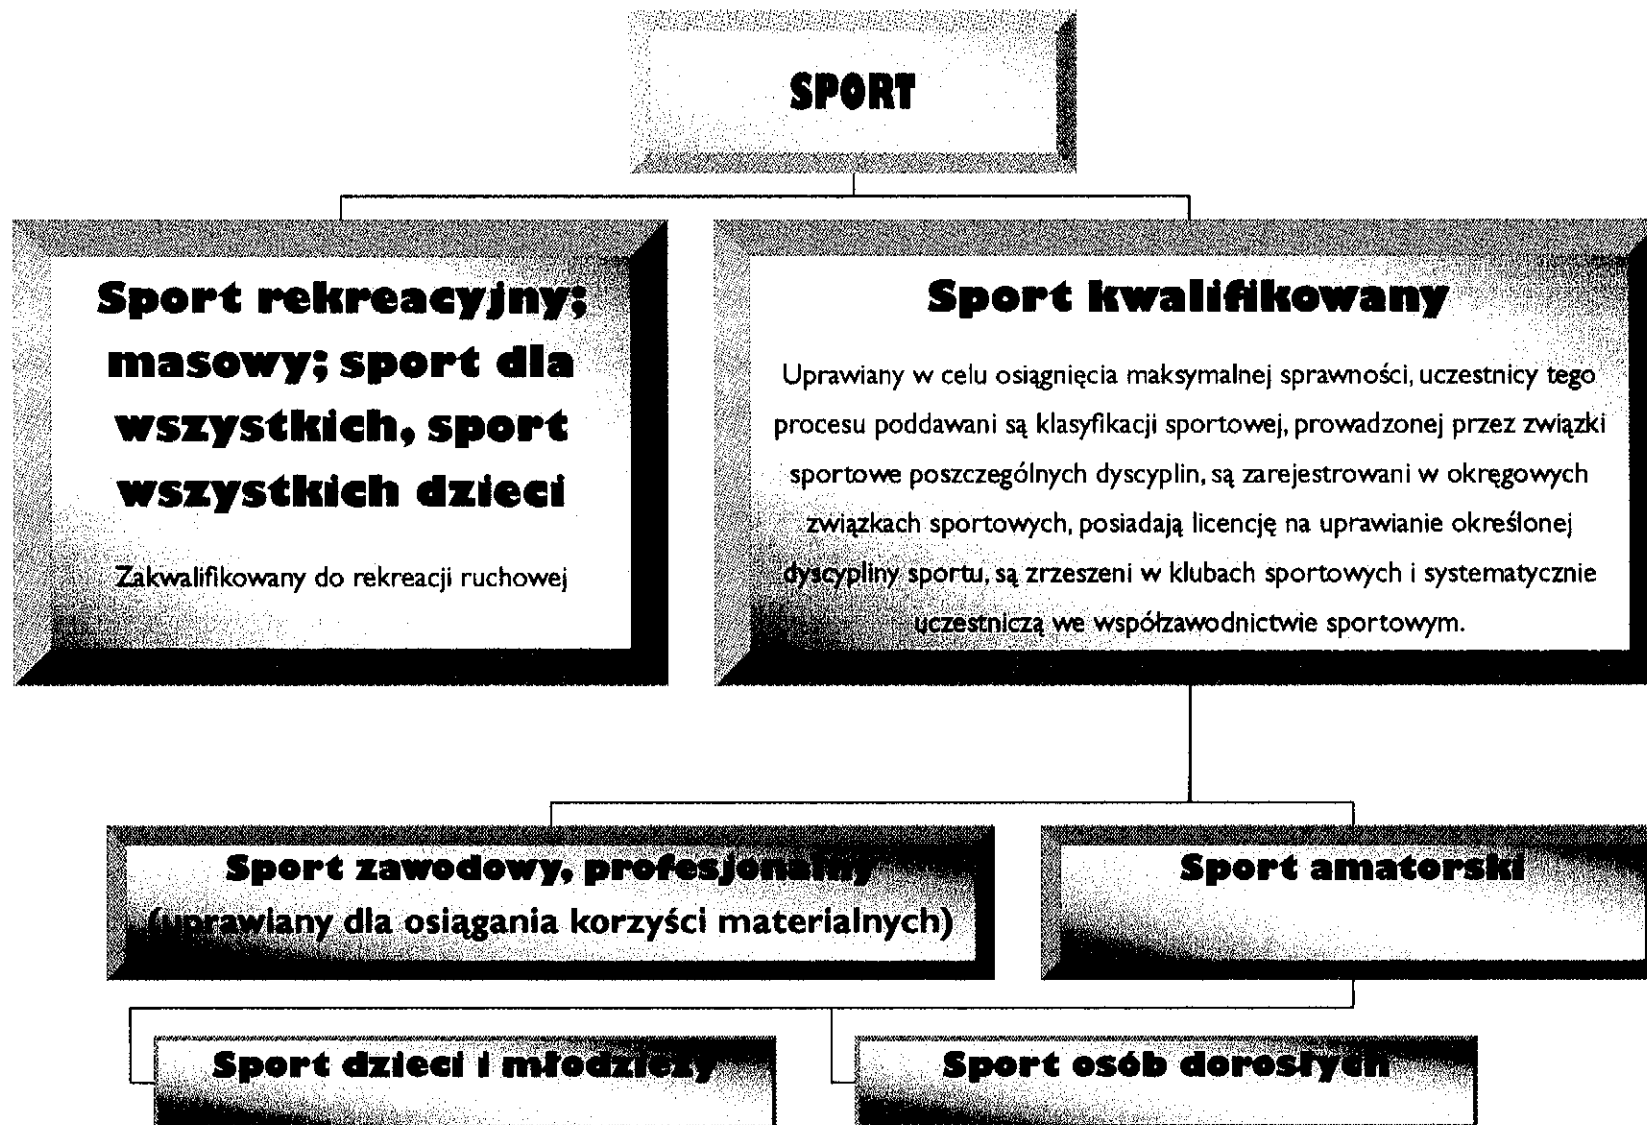 SPORT
Sport rekreacyjny;
masowy; sport dla
wszystkich, sport
wszystkich dzieci
Zakwalifikowany do rekreacji ruchowej
Sport kwalifikowany
Uprawiany w celu osiągnięcia maksymalnej sprawności, uczestnicy tego
procesu poddawani są klasyfikacji sportowej, prowadzonej przez związki
sportowe poszczególnych dyscyplin, są zarejestrowani w okręgowych
związkach sportowych, posiadają licencję na uprawianie określonej
dyscypliny sportu, są zrzeszeni w klubach sportowych i systematycznie
uczestniczą we współzawodnictwie sportowym.
Sport zawodowy, profesjonalny
(uprawiany dla osiągania korzyści materialnych)
Sport amatorski
Sport dzieci i młodzieży
Sport osób dorosłych